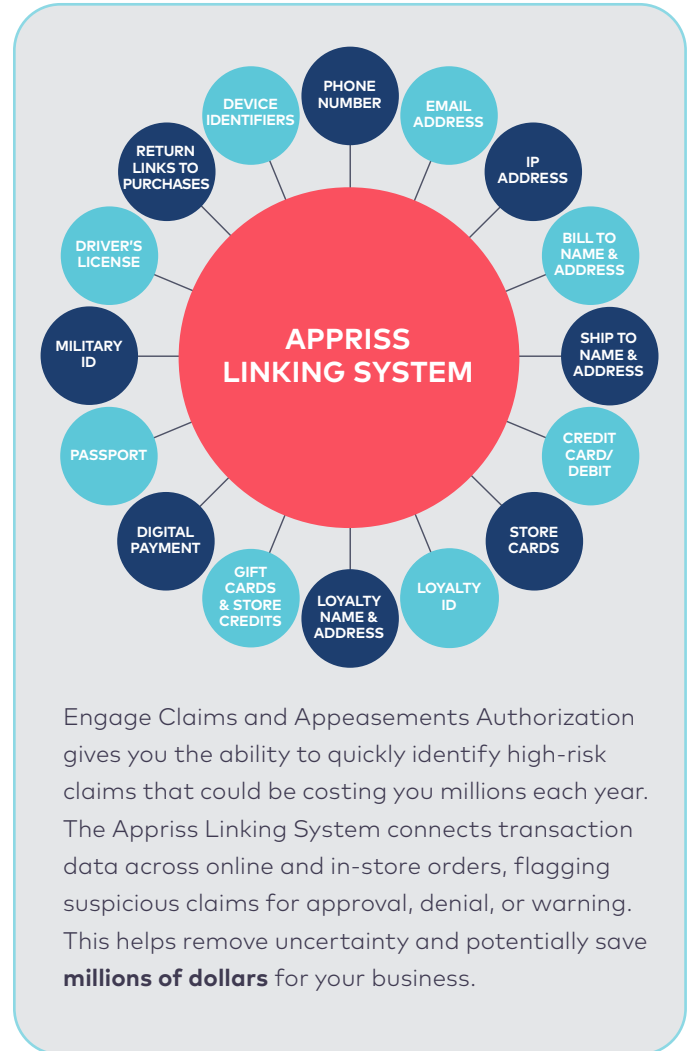 PHONE
NUMBER
EMAIL
ADDRESS
IP
ADDRESS
BILL TO
NAME &
ADDRESS
SHIP TO
NAME &
ADDRESS
CREDIT
CARD/
DEBIT
STORE
CARDS
LOYALTY
ID
LOYALTY
NAME &
ADDRESS
GIFT
CARDS
& STORE
CREDITS
DIGITAL
PAYMENT
PASSPORT
MILITARY
ID
DRIVER'S
LICENSE
RETURN
LINKS TO
PURCHASES
DEVICE
IDENTIFIERS
APPRISS
LINKING SYSTEM
Engage Claims and Appeasements Authorization
gives you the ability to quickly identify high-risk
claims that could be costing you millions each year.
The Appriss Linking System connects transaction
data across online and in-store orders, flagging
suspicious claims for approval, denial, or warning.
This helps remove uncertainty and potentially save
millions of dollars for your business.